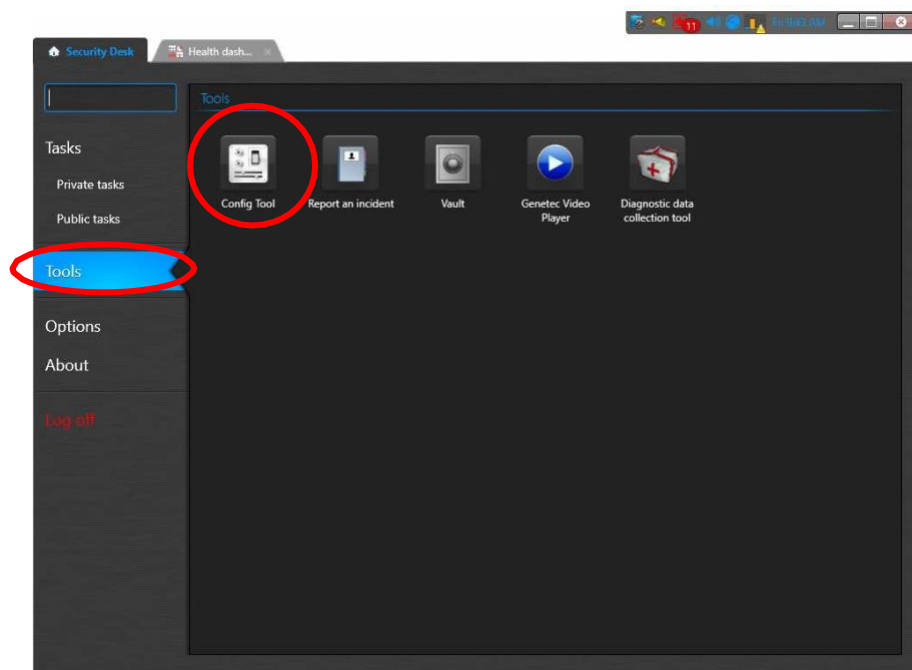 11
Fri 9:43 AM
Security Desk
Health dash...
Tools
Tasks
Private tasks
Public tasks
Tools
Options
About
Log off
Config Tool
Report an incident
Vault
Genetec Video
Player
Diagnostic data
collection tool